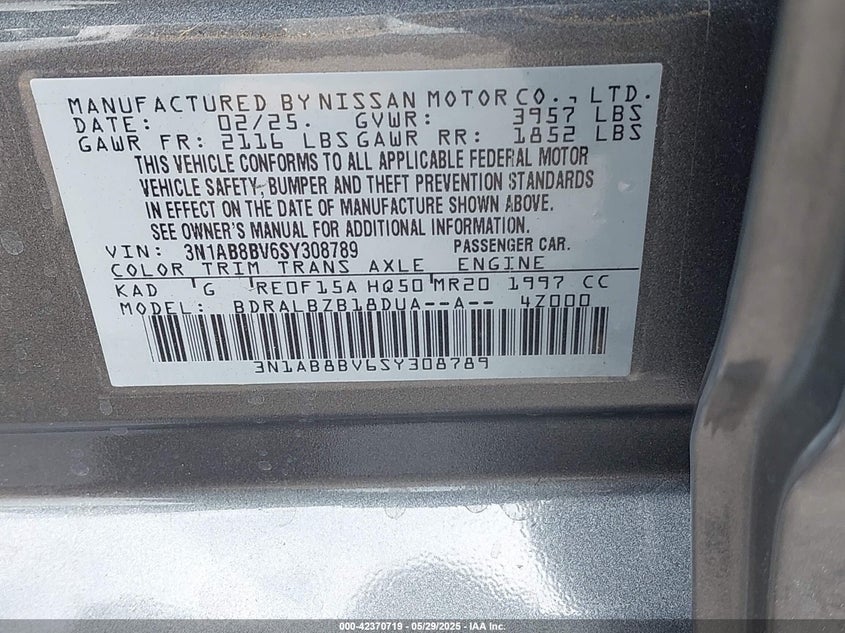 MANUFACTURED BY NISSAN MOTOR CO., LTD.
DATE: 02/25. GVWR: 3957 LBS
GAWR FR: 2116 LBS GAWR RR: 1852 LBS
THIS VEHICLE CONFORMS TO ALL APPLICABLE FEDERAL MOTOR
VEHICLE SAFETY, BUMPER AND THEFT PREVENTION STANDARDS
IN EFFECT ON THE DATE OF MANUFACTURE SHOWN ABOVE.
SEE OWNER'S MANUAL FOR ADDITIONAL INFORMATION.
VIN: 3N1AB8BV6SY308789 PASSENGER CAR.
COLOR TRIM TRANS AXLE ENGINE
KAD G RE0F15A HQ50 MR20 1997 CC
MODEL: BDRALBZB18DUA--A-- 4Z000
3N1AB8BV6SY308789
000-42370719 - 05/29/2025 - IAA Inc.